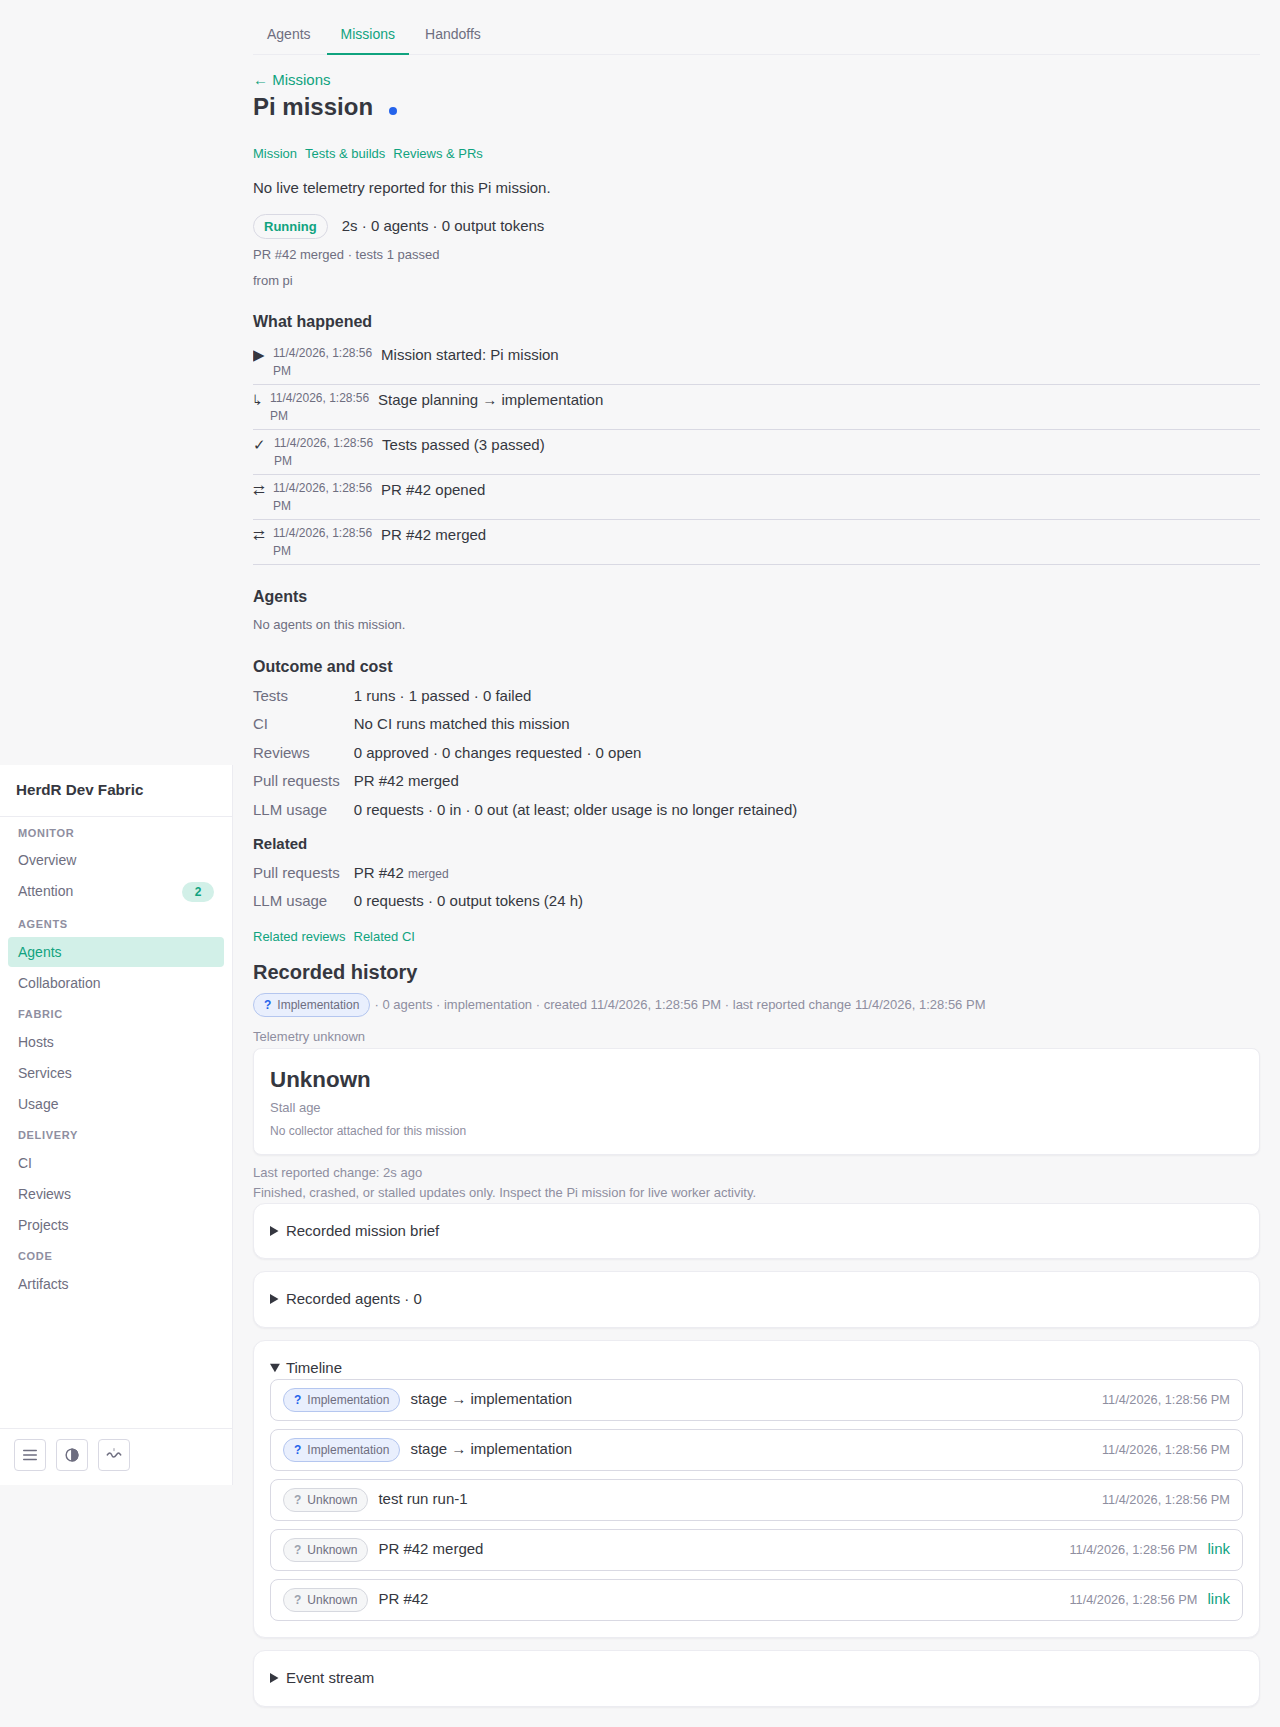 Agents Missions Handoffs
← Missions
Pi mission
Mission Tests & builds Reviews & PRs
No live telemetry reported for this Pi mission.
Running 2s · 0 agents · 0 output tokens
PR #42 merged · tests 1 passed
from pi
What happened
▶ 11/4/2026, 1:28:56 PM Mission started: Pi mission
↳ 11/4/2026, 1:28:56 PM Stage planning → implementation
✓ 11/4/2026, 1:28:56 PM Tests passed (3 passed)
⇄ 11/4/2026, 1:28:56 PM PR #42 opened
⇄ 11/4/2026, 1:28:56 PM PR #42 merged
Agents
No agents on this mission.
Outcome and cost
Tests 1 runs · 1 passed · 0 failed
CI No CI runs matched this mission
Reviews 0 approved · 0 changes requested · 0 open
Pull requests PR #42 merged
LLM usage 0 requests · 0 in · 0 out (at least; older usage is no longer retained)
Related
Pull requests PR #42 merged
LLM usage 0 requests · 0 output tokens (24 h)
Related reviews Related CI
Recorded history
? Implementation · 0 agents · implementation · created 11/4/2026, 1:28:56 PM · last reported change 11/4/2026, 1:28:56 PM
Telemetry unknown
Unknown
Stall age
No collector attached for this mission
Last reported change: 2s ago
Finished, crashed, or stalled updates only. Inspect the Pi mission for live worker activity.
▶ Recorded mission brief
▶ Recorded agents · 0
▼ Timeline
? Implementation stage → implementation 11/4/2026, 1:28:56 PM
? Implementation stage → implementation 11/4/2026, 1:28:56 PM
? Unknown test run run-1 11/4/2026, 1:28:56 PM
? Unknown PR #42 merged 11/4/2026, 1:28:56 PM link
? Unknown PR #42 11/4/2026, 1:28:56 PM link
▶ Event stream
HerdR Dev Fabric
MONITOR
Overview
Attention 2
AGENTS
Agents
Collaboration
FABRIC
Hosts
Services
Usage
DELIVERY
CI
Reviews
Projects
CODE
Artifacts